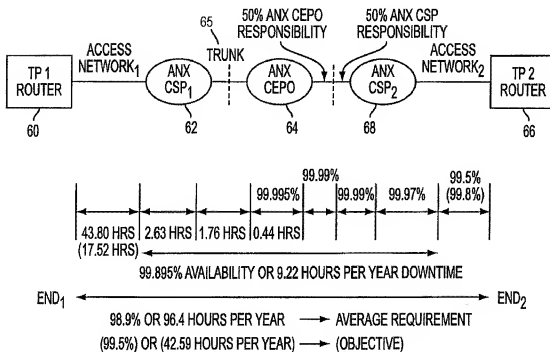 65
50% ANX CEPO RESPONSIBILITY
50% ANX CSP RESPONSIBILITY
ACCESS NETWORK1
TRUNK
ACCESS NETWORK2
TP 1 ROUTER
ANX CSP1
ANX CEPO
ANX CSP2
TP 2 ROUTER
60
62
64
68
66
99.99%
99.5% (99.8%)
99.995%
99.99%
99.97%
43.80 HRS (17.52 HRS)
2.63 HRS
1.76 HRS
0.44 HRS
99.895% AVAILABILITY OR 9.22 HOURS PER YEAR DOWNTIME
END1
END2
98.9% OR 96.4 HOURS PER YEAR → AVERAGE REQUIREMENT
(99.5%) OR (42.59 HOURS PER YEAR) → (OBJECTIVE)